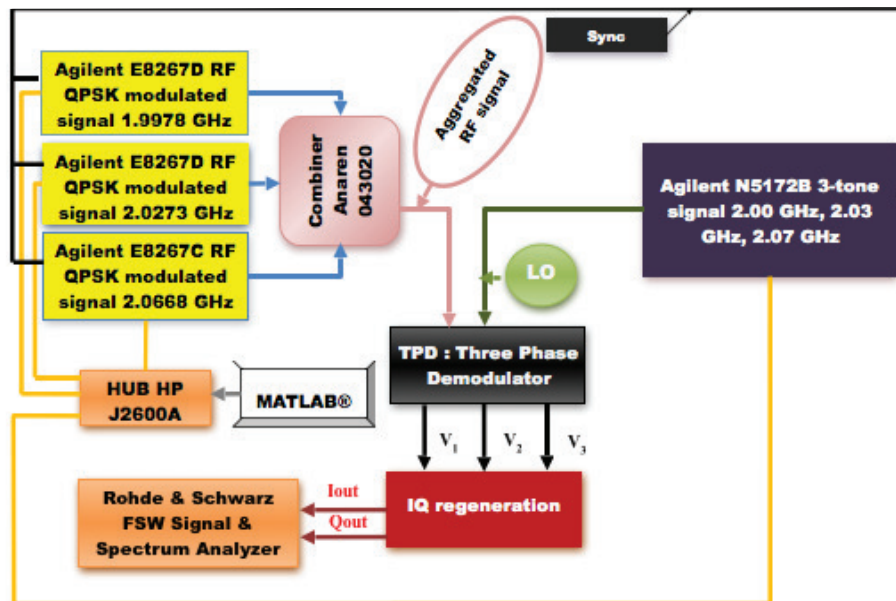 Sync
Agilent E8267D RF
QPSK modulated
signal 1.9978 GHz
Agilent E8267D RF
QPSK modulated
signal 2.0273 GHz
Agilent E8267C RF
QPSK modulated
signal 2.0668 GHz
Combiner
Anaren
043020
Aggregated
RF signal
Agilent N5172B 3-tone
signal 2.00 GHz, 2.03
GHz, 2.07 GHz
LO
TPD : Three Phase
Demodulator
HUB HP
J2600A
MATLAB®
V1
V2
V3
IQ regeneration
Iout
Qout
Rohde & Schwarz
FSW Signal &
Spectrum Analyzer